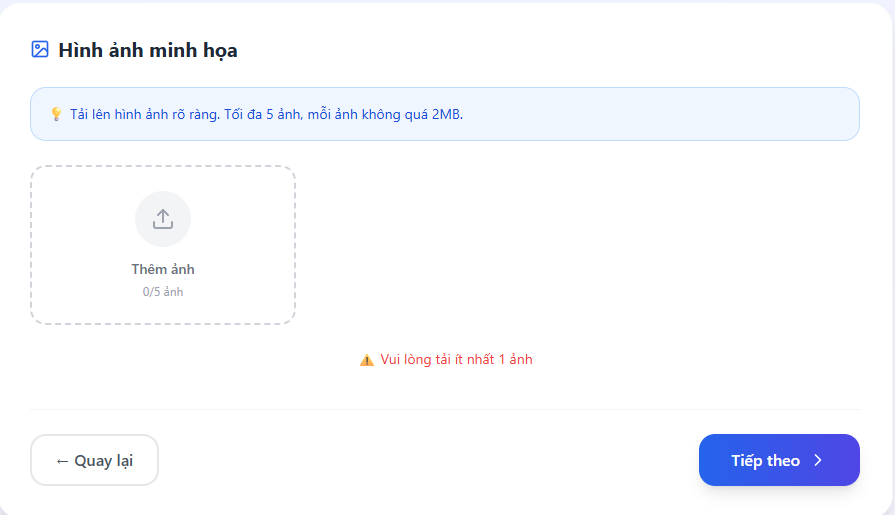 Hình ảnh minh họa
Tải lên hình ảnh rõ ràng. Tối đa 5 ảnh, mỗi ảnh không quá 2MB.
Thêm ảnh
0/5 ảnh
Vui lòng tải ít nhất 1 ảnh
← Quay lại
Tiếp theo